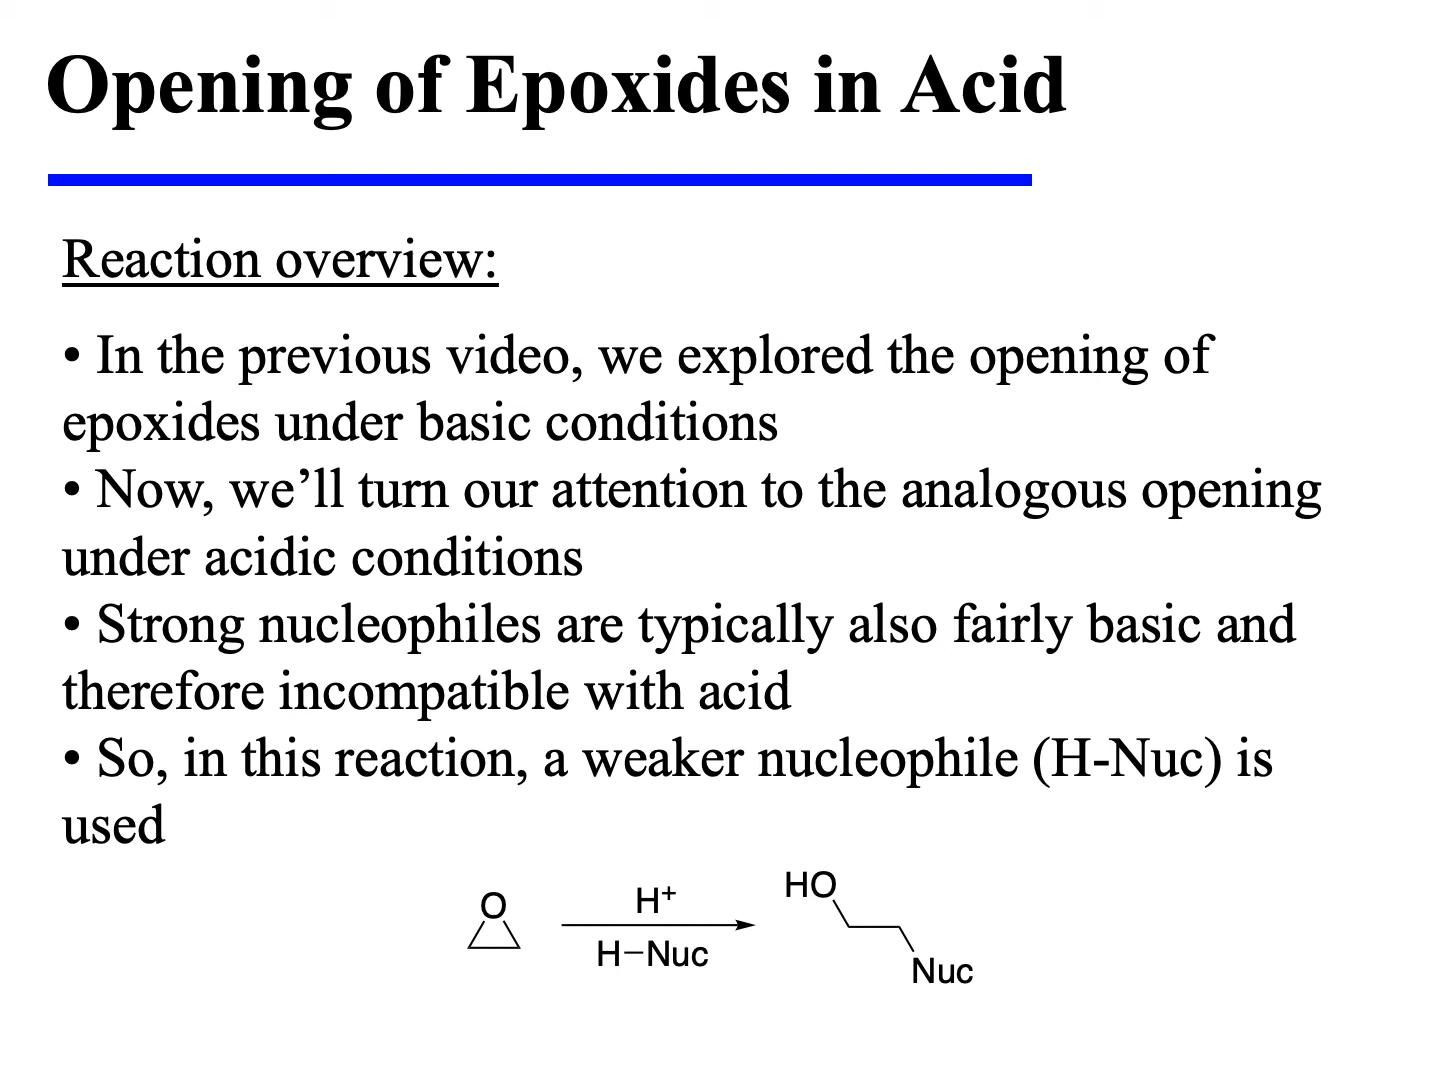 Opening of Epoxides in Acid
Reaction overview:
• In the previous video, we explored the opening of
epoxides under basic conditions
• Now, we’ll turn our attention to the analogous opening
under acidic conditions
• Strong nucleophiles are typically also fairly basic and
therefore incompatible with acid
• So, in this reaction, a weaker nucleophile (H-Nuc) is
used
O
H+
H–Nuc
HO
Nuc